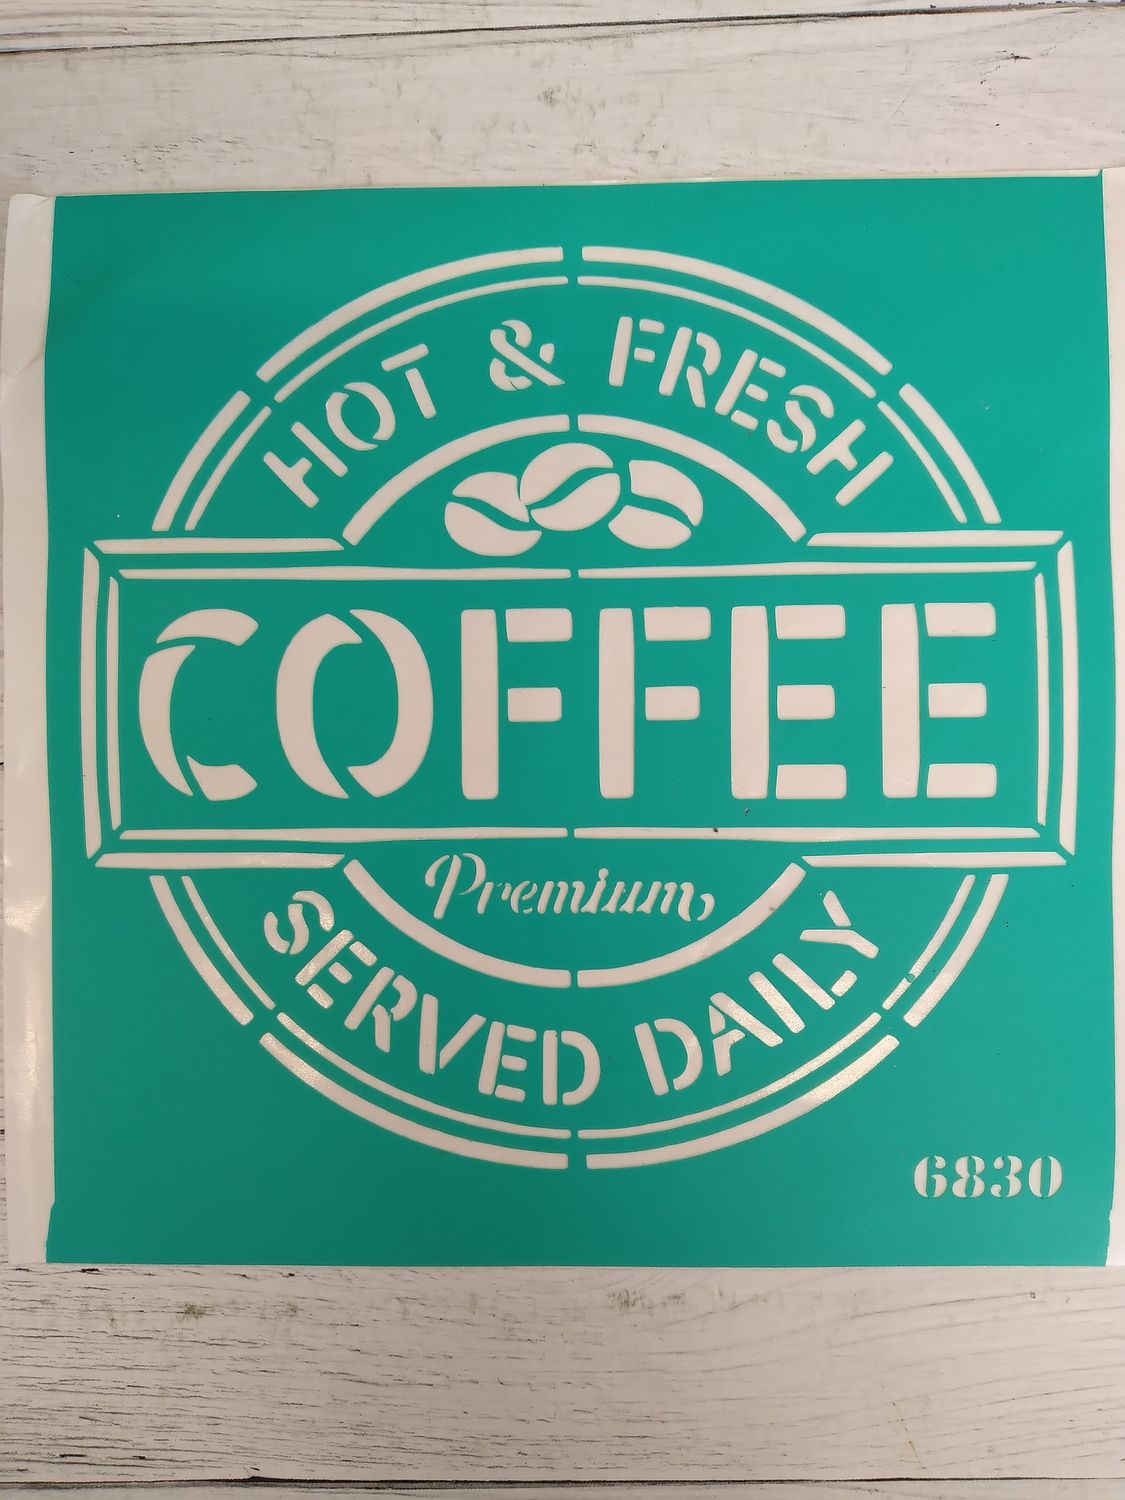 HOT & FRESH
COFFEE
Premium
SERVED DAILY
6830